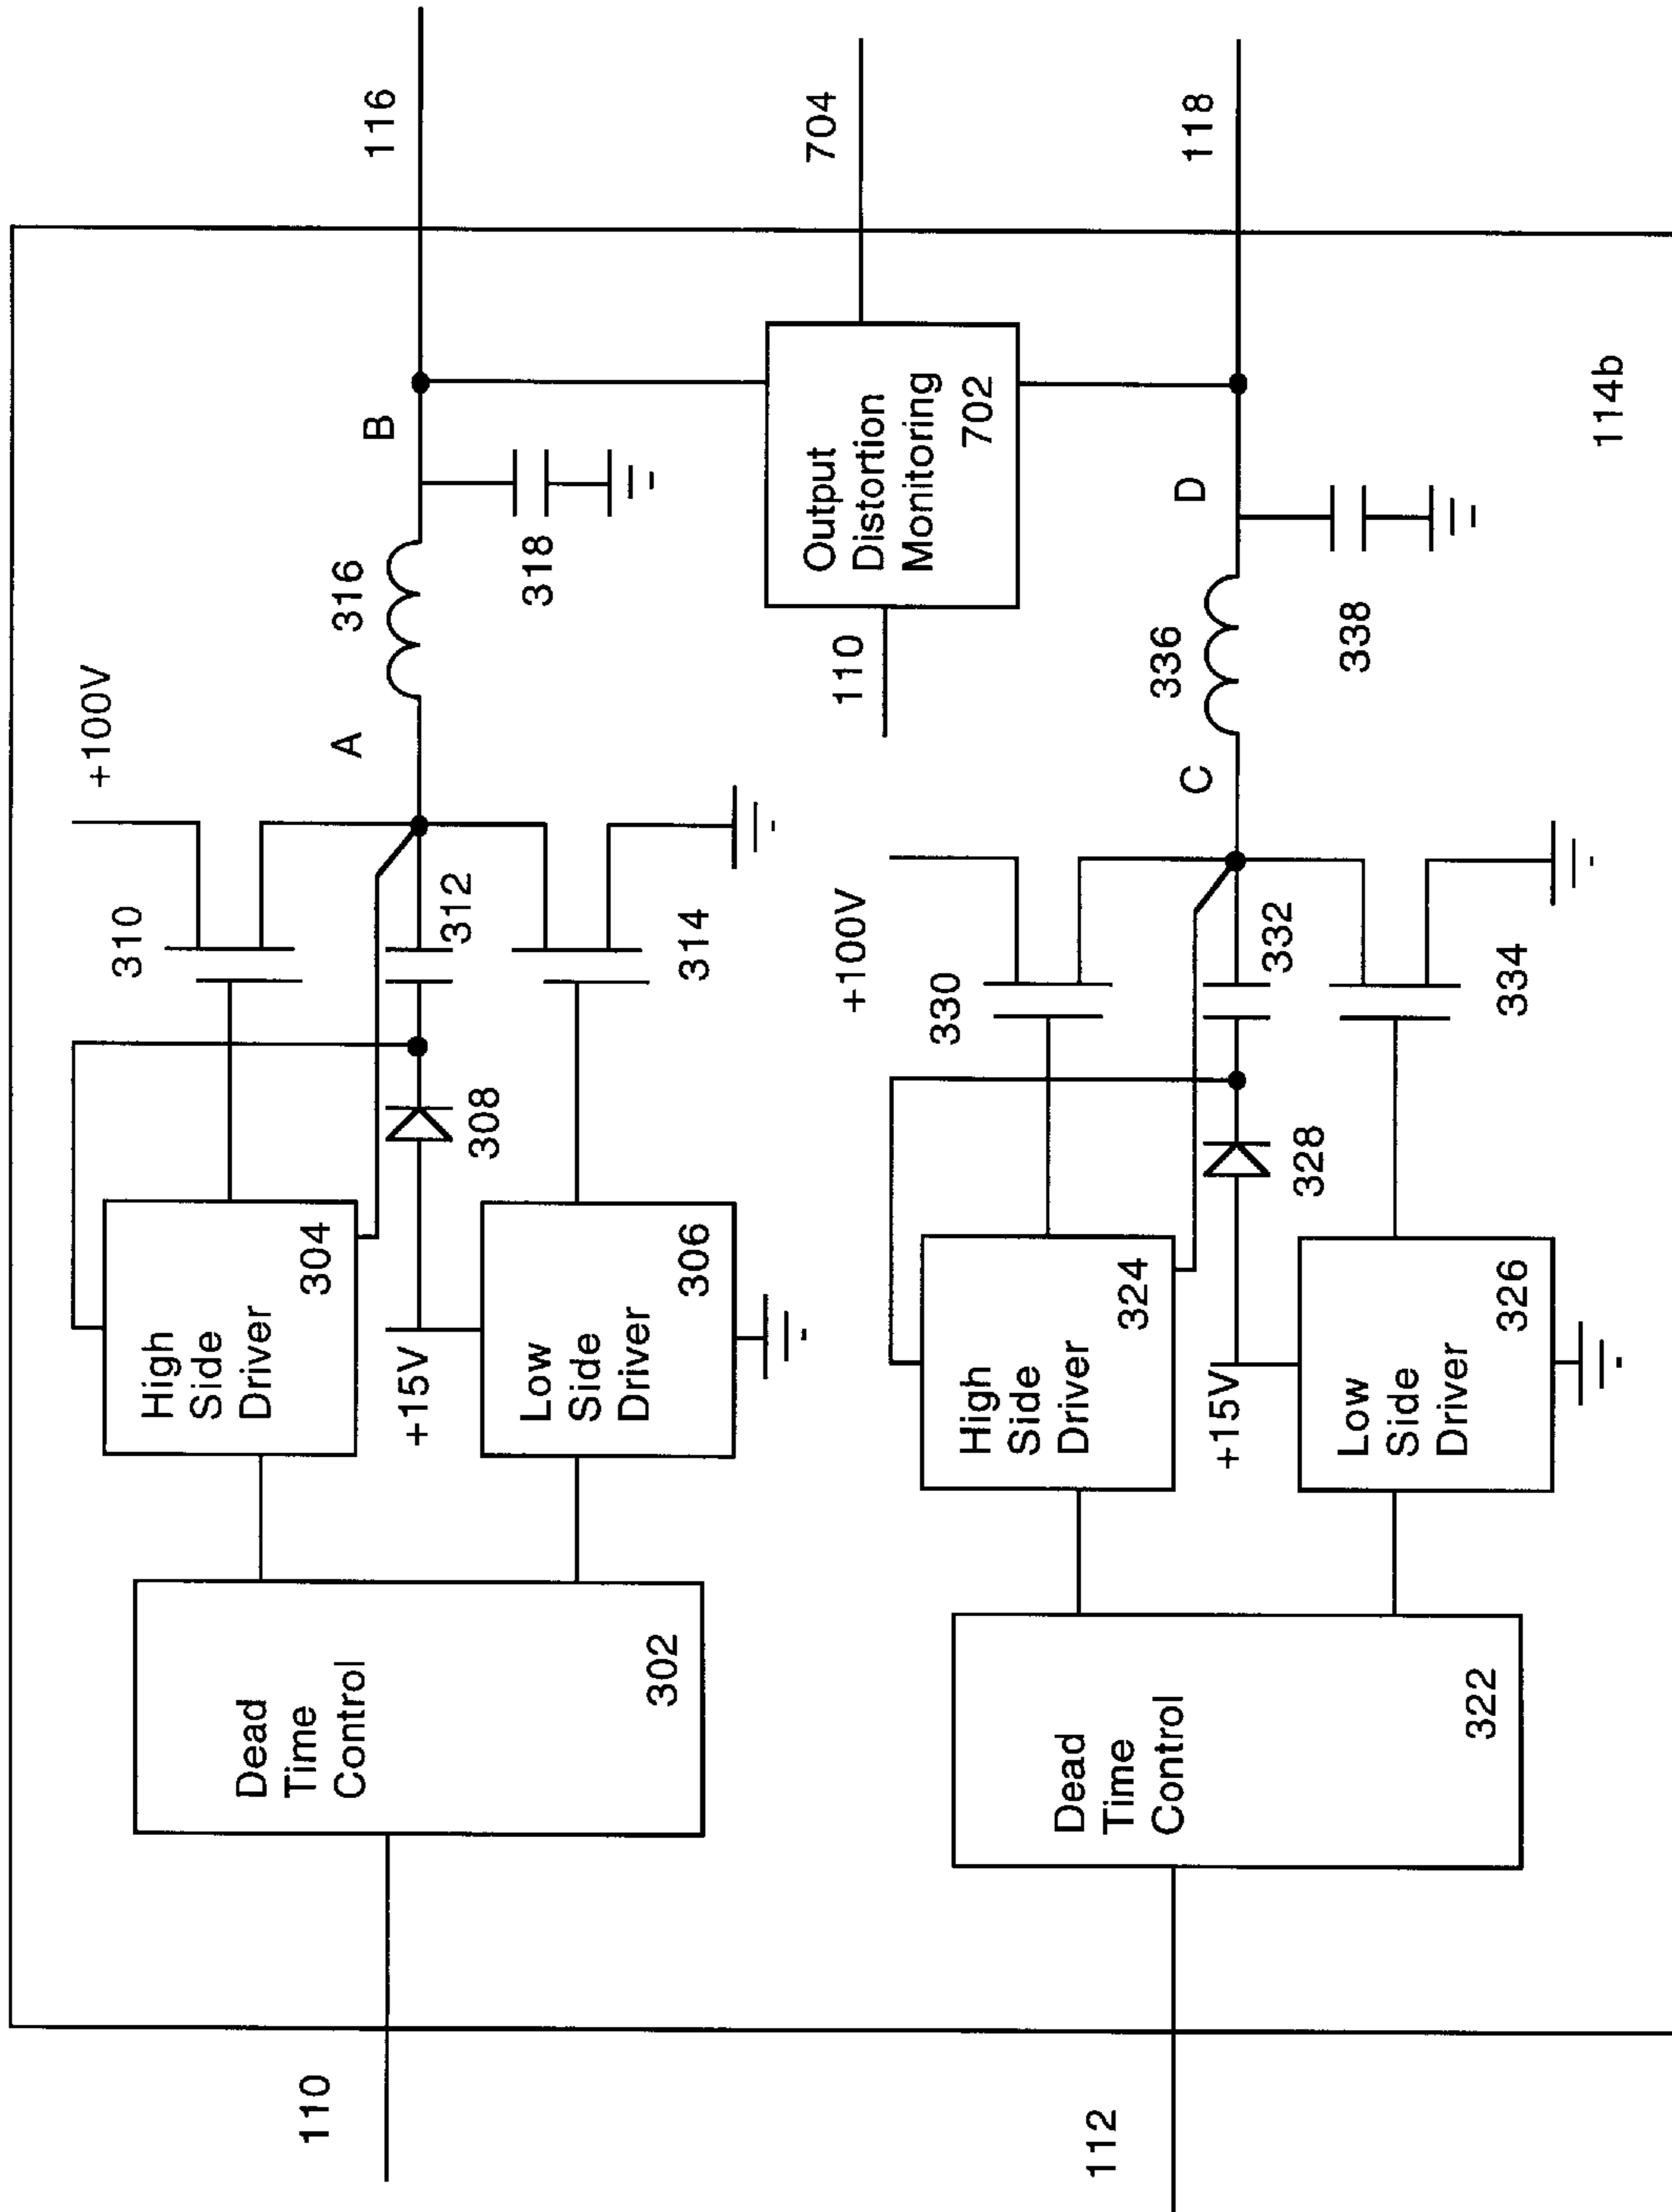 110
Dead
Time
Control
302
High
Side
Driver
304
+15V
Low
Side
Driver
306
308
310
312
314
+100V
A
316
318
B
116
110
Output
Distortion
Monitoring
702
704
112
Dead
Time
Control
322
High
Side
Driver
324
+15V
Low
Side
Driver
326
328
330
332
334
+100V
C
336
338
D
118
114b